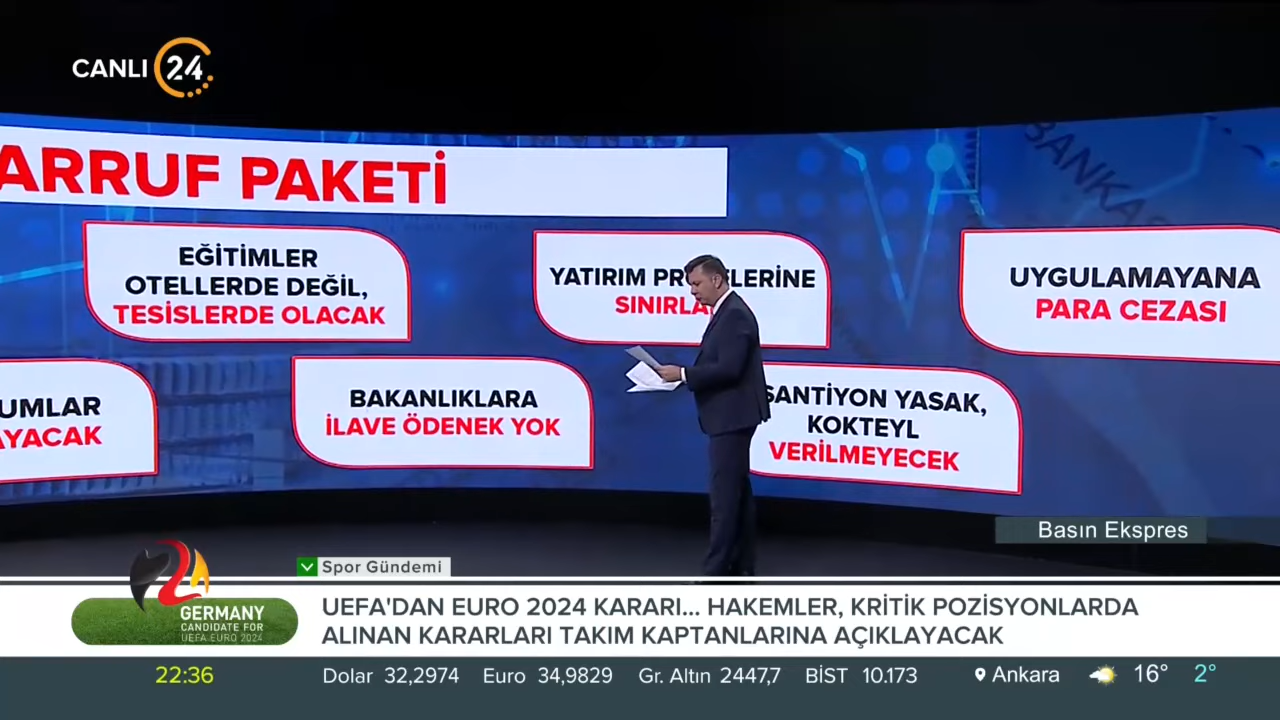 CANLI 24
ARRUF PAKETİ
EĞİTİMLER
OTELLERDE DEĞİL,
TESİSLERDE OLACAK
YATIRIM
SINIRLA
UYGULAMAYANA
PARA CEZASI
UMLAR
AYACAK
BAKANLIKLARA
İLAVE ÖDENEK YOK
SANTİYON YASAK,
KOKTEYL
VERİLMEYECEK
BANKAS
Basın Ekspres
Spor Gündemi
GERMANY
CANDIDATE FOR
UEFA EURO 2024
UEFA'DAN EURO 2024 KARARI... HAKEMLER, KRİTİK POZİSYONLARDA
ALINAN KARARLARI TAKIM KAPTANLARINA AÇIKLAYACAK
22:36 Dolar 32,2974 Euro 34,9829 Gr. Altın 2447,7 BİST 10.173 Ankara 16° 2°